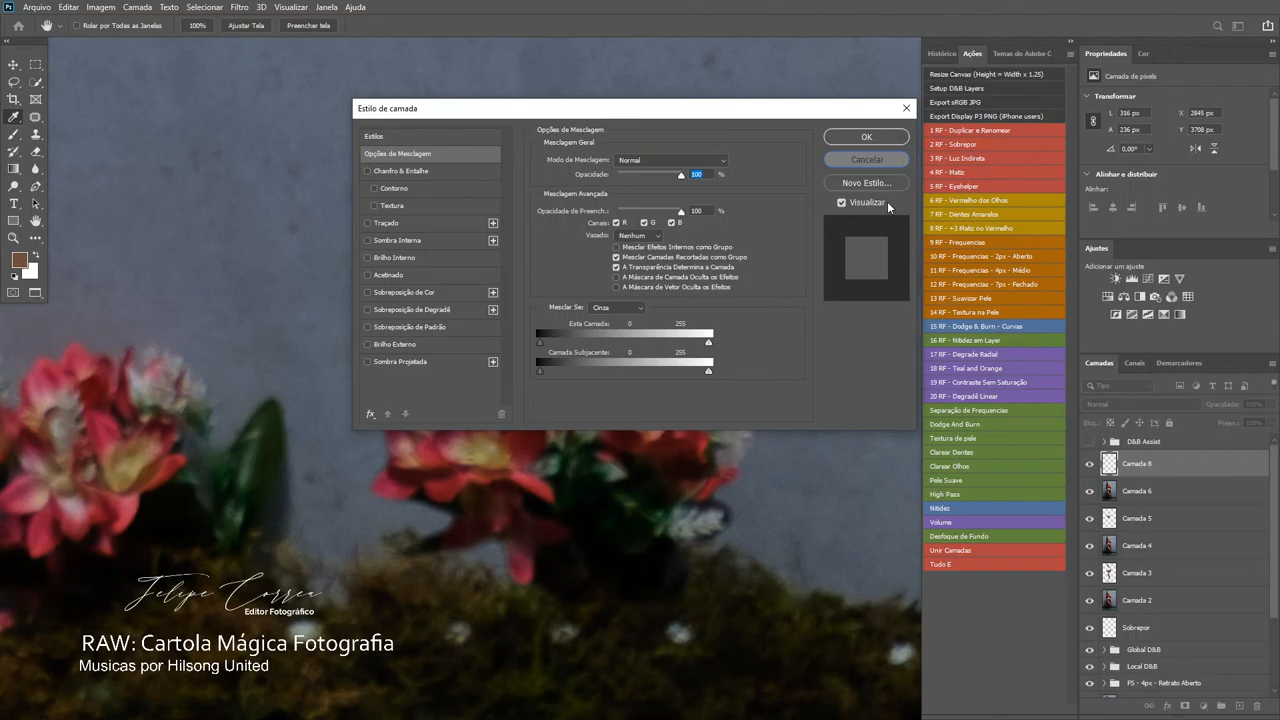 Arquivo Editar Imagem Camada Texto Selecionar Filtro 3D Visualizar Janela Ajuda
Rolar por Todas as Janelas 100% Ajustar Tela Preencher tela
Estilo de camada
Estilos
Opções de Mesclagem
Chanfro & Entalhe
Contorno
Textura
Traçado
Sombra Interna
Brilho Interno
Acetinado
Sobreposição de Cor
Sobreposição de Degradê
Sobreposição de Padrão
Brilho Externo
Sombra Projetada
fx
Opções de Mesclagem
Mesclagem Geral
Modo de Mesclagem: Normal
Opacidade: 100 %
Mesclagem Avançada
Opacidade de Preench.: 100 %
Canais: R G B
Vazado: Nenhum
Mesclar Efeitos Internos como Grupo
Mesclar Camadas Recortadas como Grupo
A Transparência Determina a Camada
A Máscara de Camada Oculta os Efeitos
A Máscara de Vetor Oculta os Efeitos
Mesclar Se: Cinza
Esta Camada: 0 255
Camada Subjacente: 0 255
OK
Cancelar
Novo Estilo...
Visualizar
Felipe Correa
Editor Fotográfico
RAW: Cartola Mágica Fotografia
Musicas por Hilsong United
Histórico Ações Temas do Adobe C
Resize Canvas (Height = Width x 1.25)
Setup D&B Layers
Export sRGB JPG
Export Display P3 PNG (iPhone users)
1 RF - Duplicar e Renomear
2 RF - Sobrepor
3 RF - Luz Indireta
4 RF - Matiz
5 RF - Eyehelper
6 RF - Vermelho dos Olhos
7 RF - Dentes Amarelos
8 RF - +3 Matiz no Vermelho
9 RF - Frequencias
10 RF - Frequencias - 2px - Aberto
11 RF - Frequencias - 4px - Médio
12 RF - Frequencias - 7px - Fechado
13 RF - Suavizar Pele
14 RF - Textura na Pele
15 RF - Dodge & Burn - Curvas
16 RF - Nitidez em Layer
17 RF - Degrade Radial
18 RF - Teal and Orange
19 RF - Contraste Sem Saturação
20 RF - Degradê Linear
Separação de Frequencias
Dodge And Burn
Textura de pele
Clarear Dentes
Clarear Olhos
Pele Suave
High Pass
Nitidez
Volume
Desfoque de Fundo
Unir Camadas
Tudo E
Propriedades Cor
Camada de pixels
Transformar
L 316 px X 2845 px
A 236 px Y 3708 px
0,00°
Alinhar e distribuir
Alinhar:
Ajustes
Adicionar um ajuste
Camadas Canais Demarcadores
Tipo
Normal Opacidade: 100%
Bloq.: Preen.: 100%
D&B Assist
Camada 8
Camada 6
Camada 5
Camada 4
Camada 3
Camada 2
Sobrepor
Global D&B
Local D&B
FS - 4px - Retrato Aberto
fx